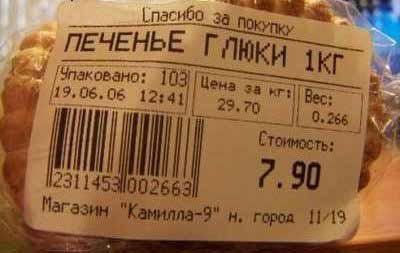 Спасибо за покупку
ПЕЧЕНЬЕ ГЛЮКИ 1КГ
Упаковано: 103 Цена за кг: Вес:
19.06.06 12:41 29.70 0.266
Стоимость:
7.90
2311453 002663
Магазин "Камилла-9" н. город 11/19